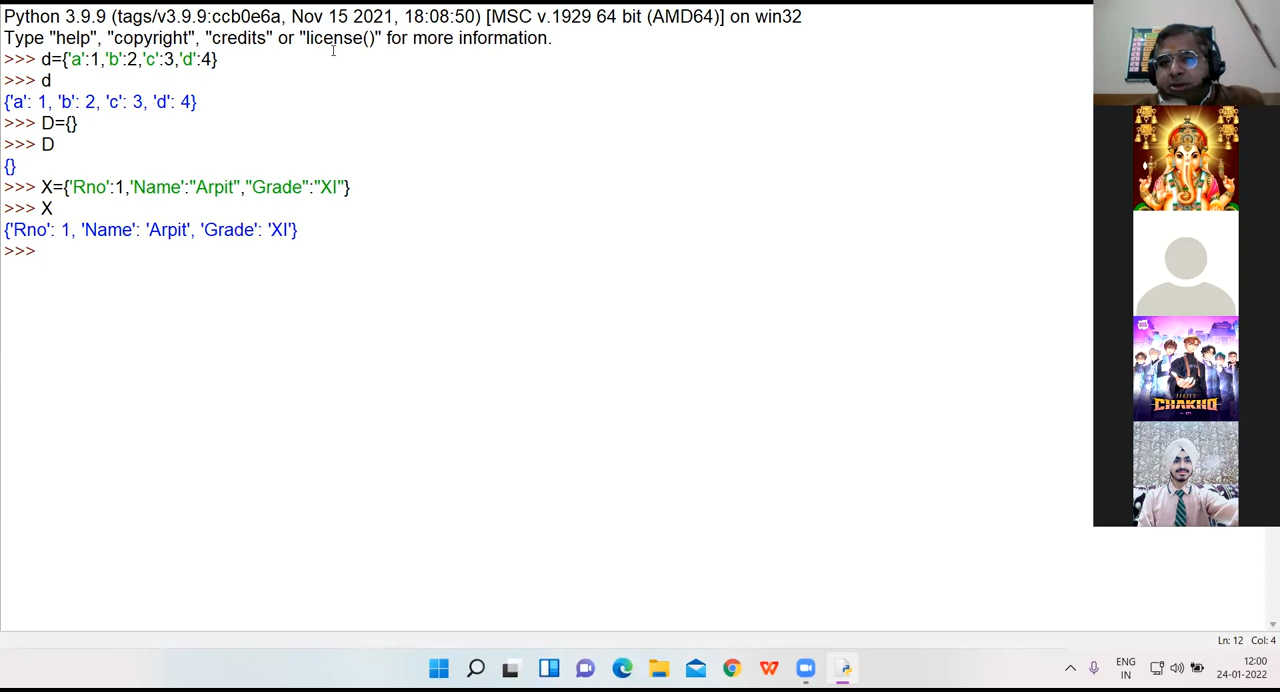 Python 3.9.9 (tags/v3.9.9:ccb0e6a, Nov 15 2021, 18:08:50) [MSC v.1929 64 bit (AMD64)] on win32
Type "help", "copyright", "credits" or "license()" for more information.
>>> d={'a':1,'b':2,'c':3,'d':4}
>>> d
{'a': 1, 'b': 2, 'c': 3, 'd': 4}
>>> D={}
>>> D
{}
>>> X={'Rno':1,'Name':"Arpit","Grade":"XI"}
>>> X
{'Rno': 1, 'Name': 'Arpit', 'Grade': 'XI'}
>>>
CHAKHO
Ln: 12 Col: 4
ENG
IN
12:00
24-01-2022